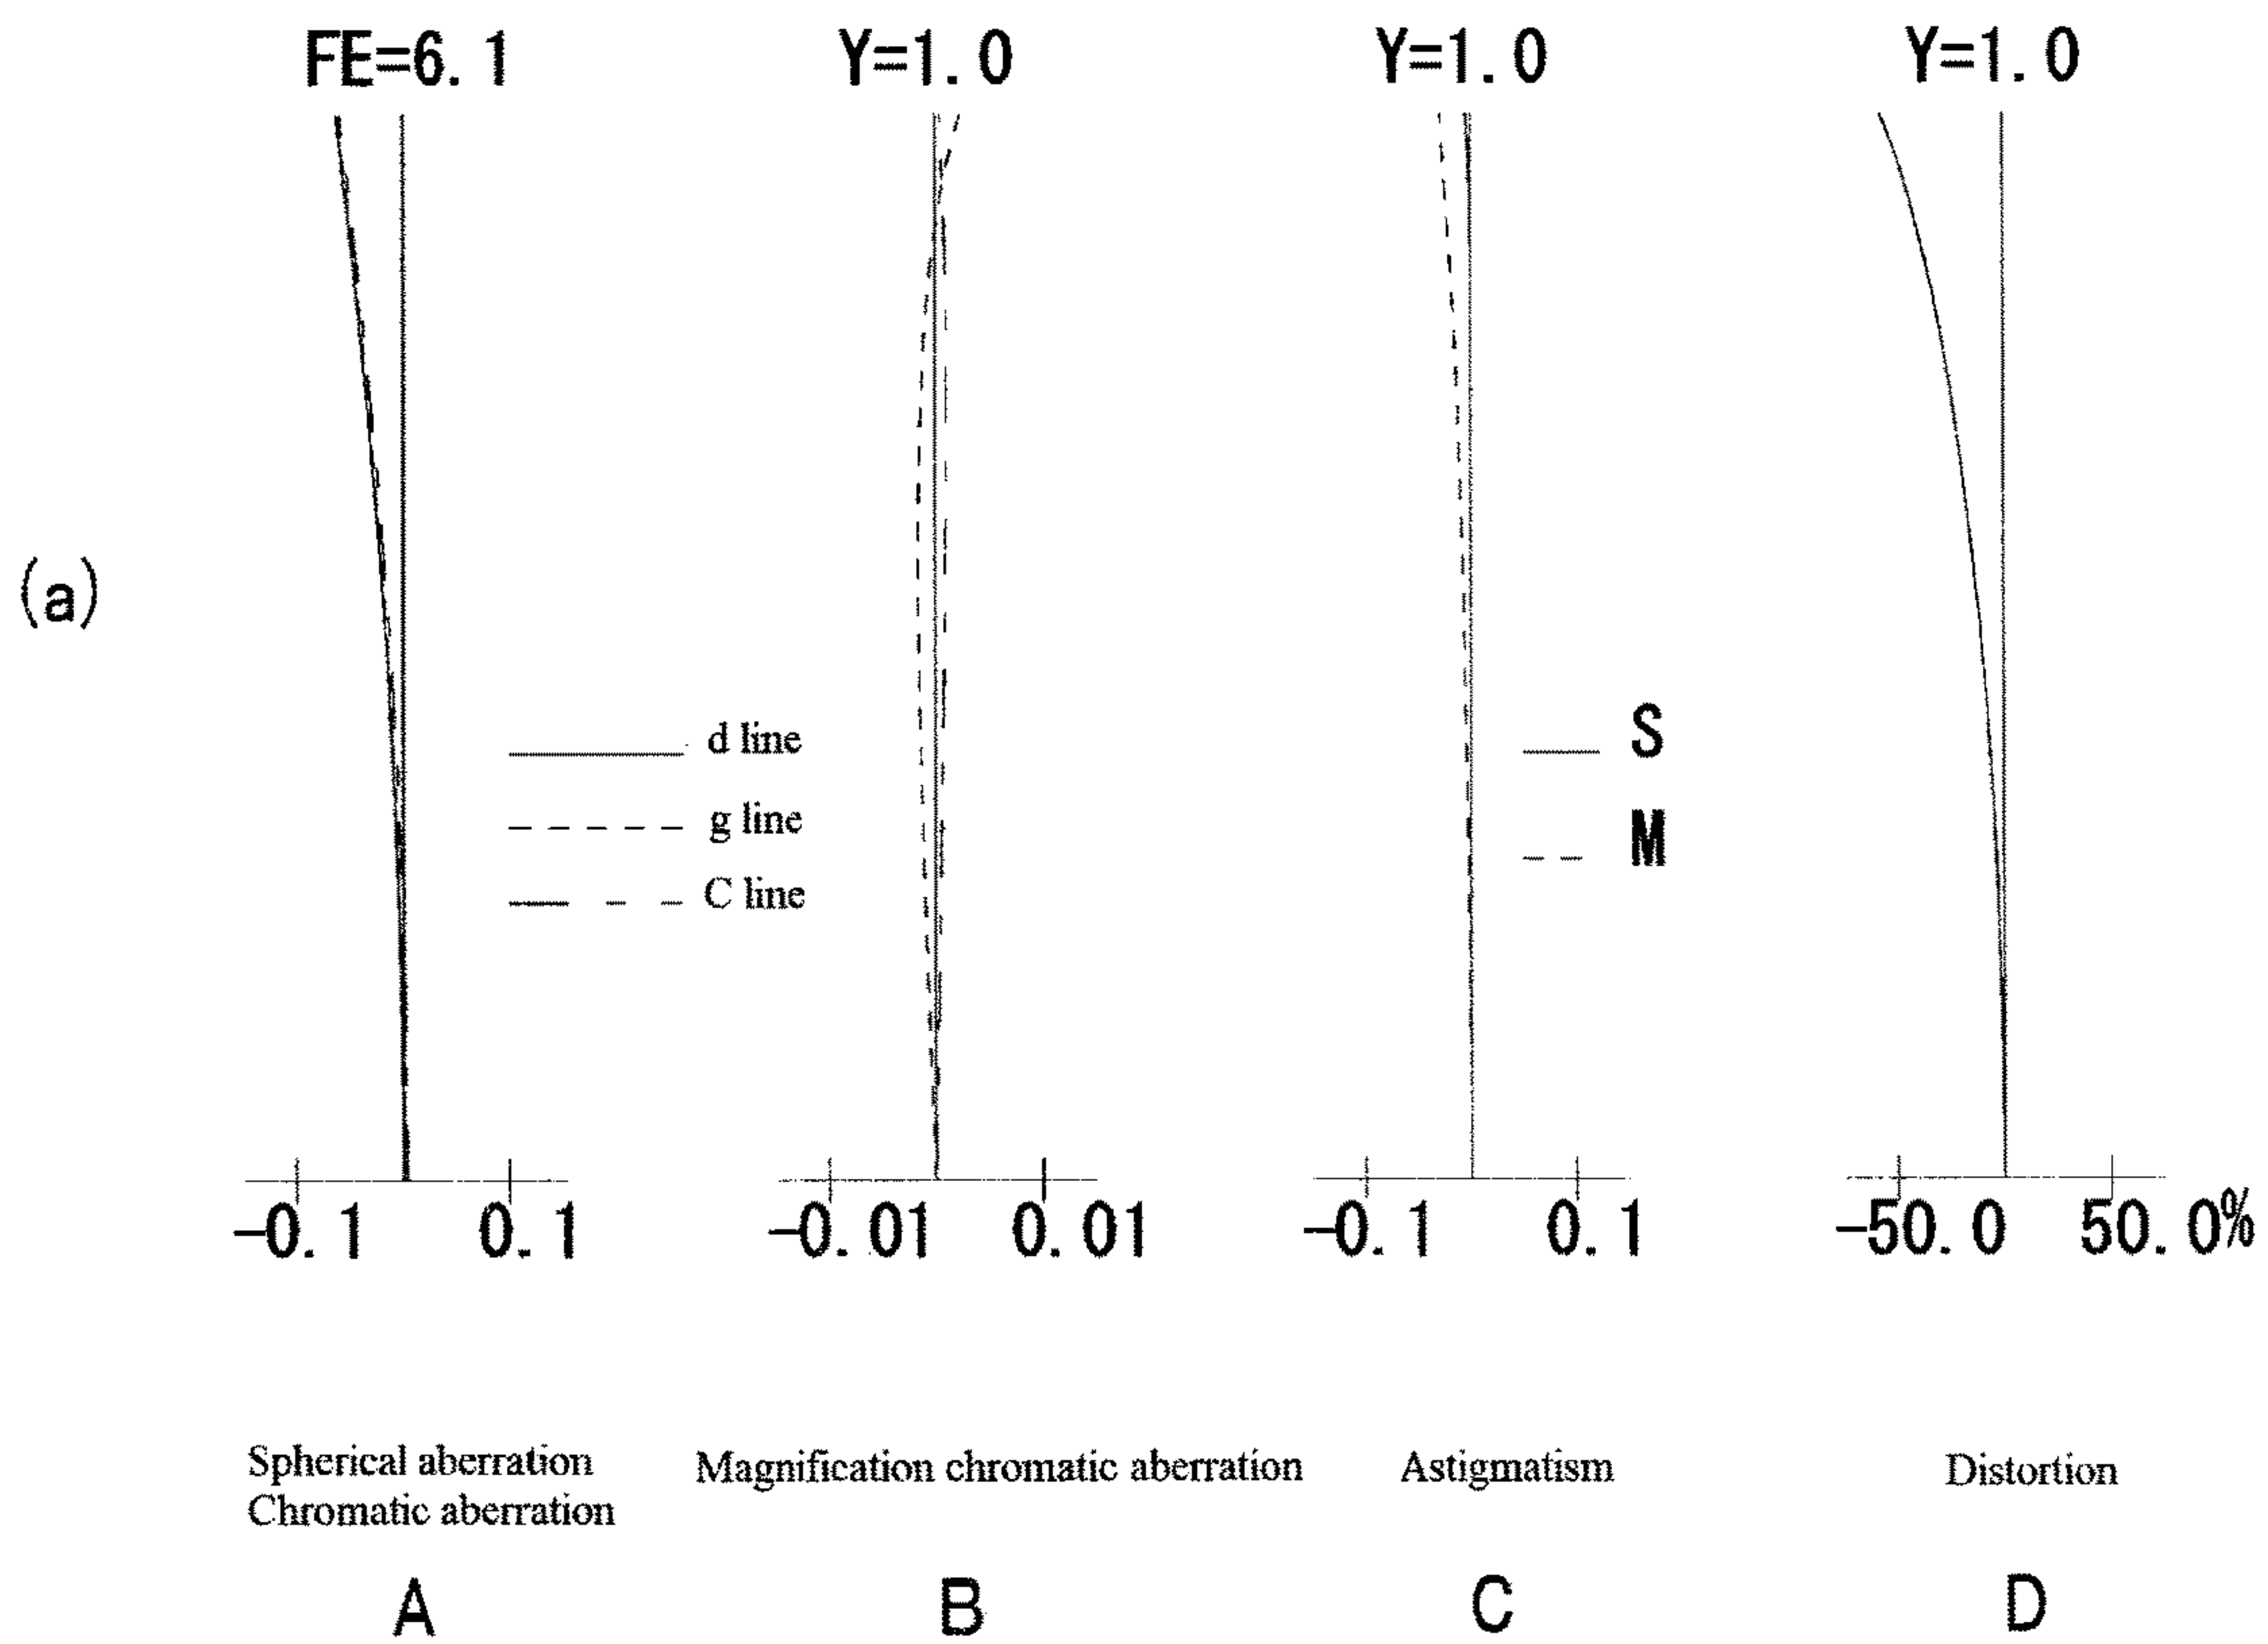 FE=6.1
Y=1.0
Y=1.0
Y=1.0
(a)
d line
g line
C line
S
M
-0.1
0.1
-0.01
0.01
-0.1
0.1
-50.0
50.0%
Spherical aberration
Chromatic aberration
Magnification chromatic aberration
Astigmatism
Distortion
A
B
C
D